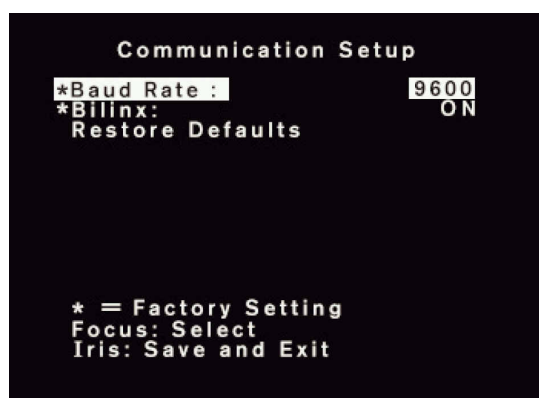 Communication Setup
*Baud Rate : 9600
*Bilinx: ON
Restore Defaults
* = Factory Setting
Focus: Select
Iris: Save and Exit